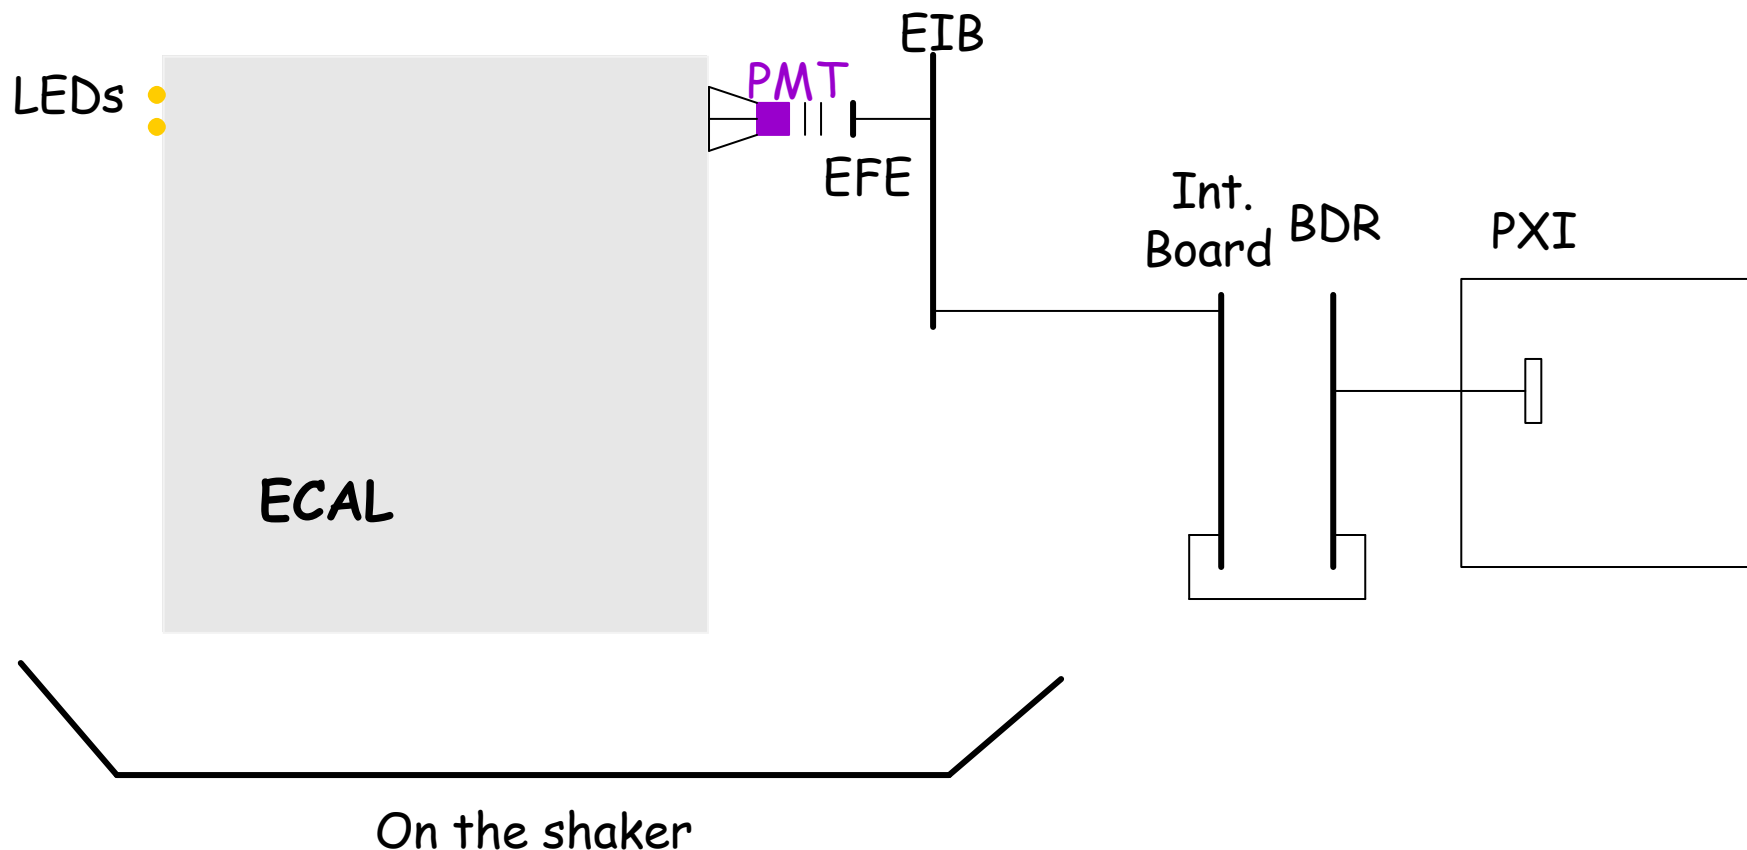 EIB
LEDs
PMT
EFE
Int.
Board
BDR
PXI
ECAL
On the shaker